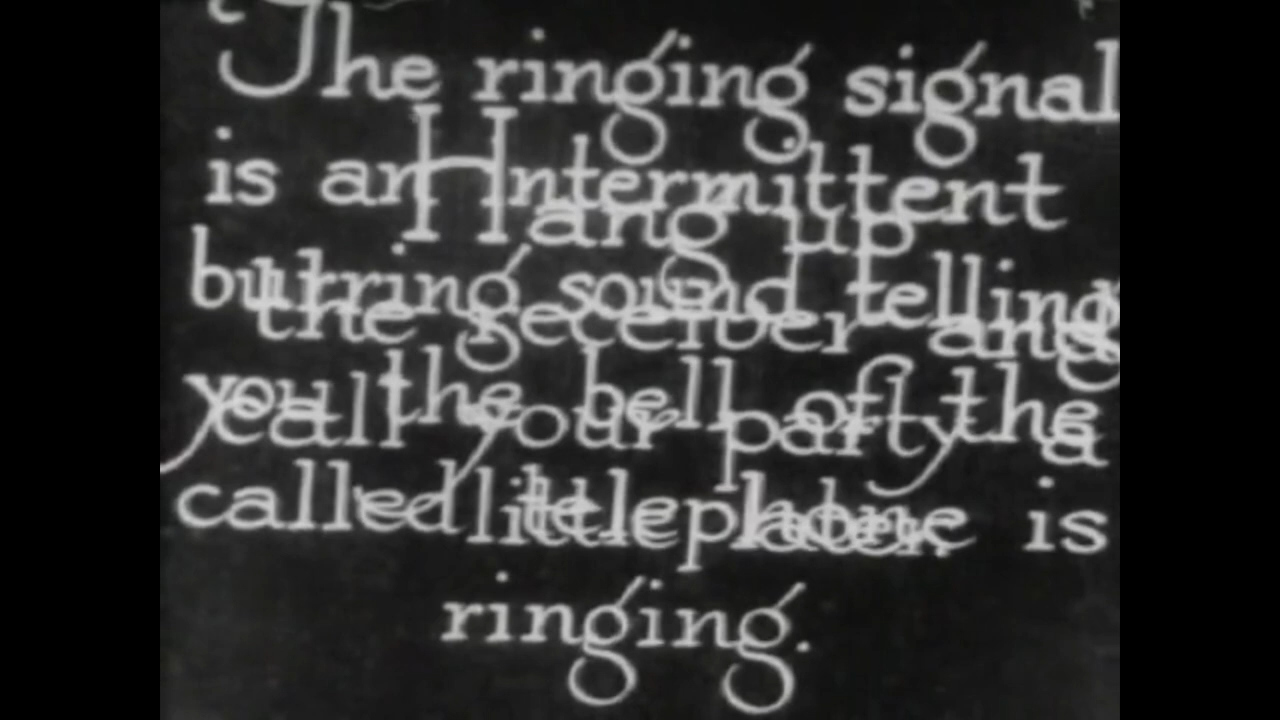 The ringing signal
is an intermittent
burring sound telling
you the bell of the
called telephone is
ringing.
Hang up
the receiver and
call your party a
little later.